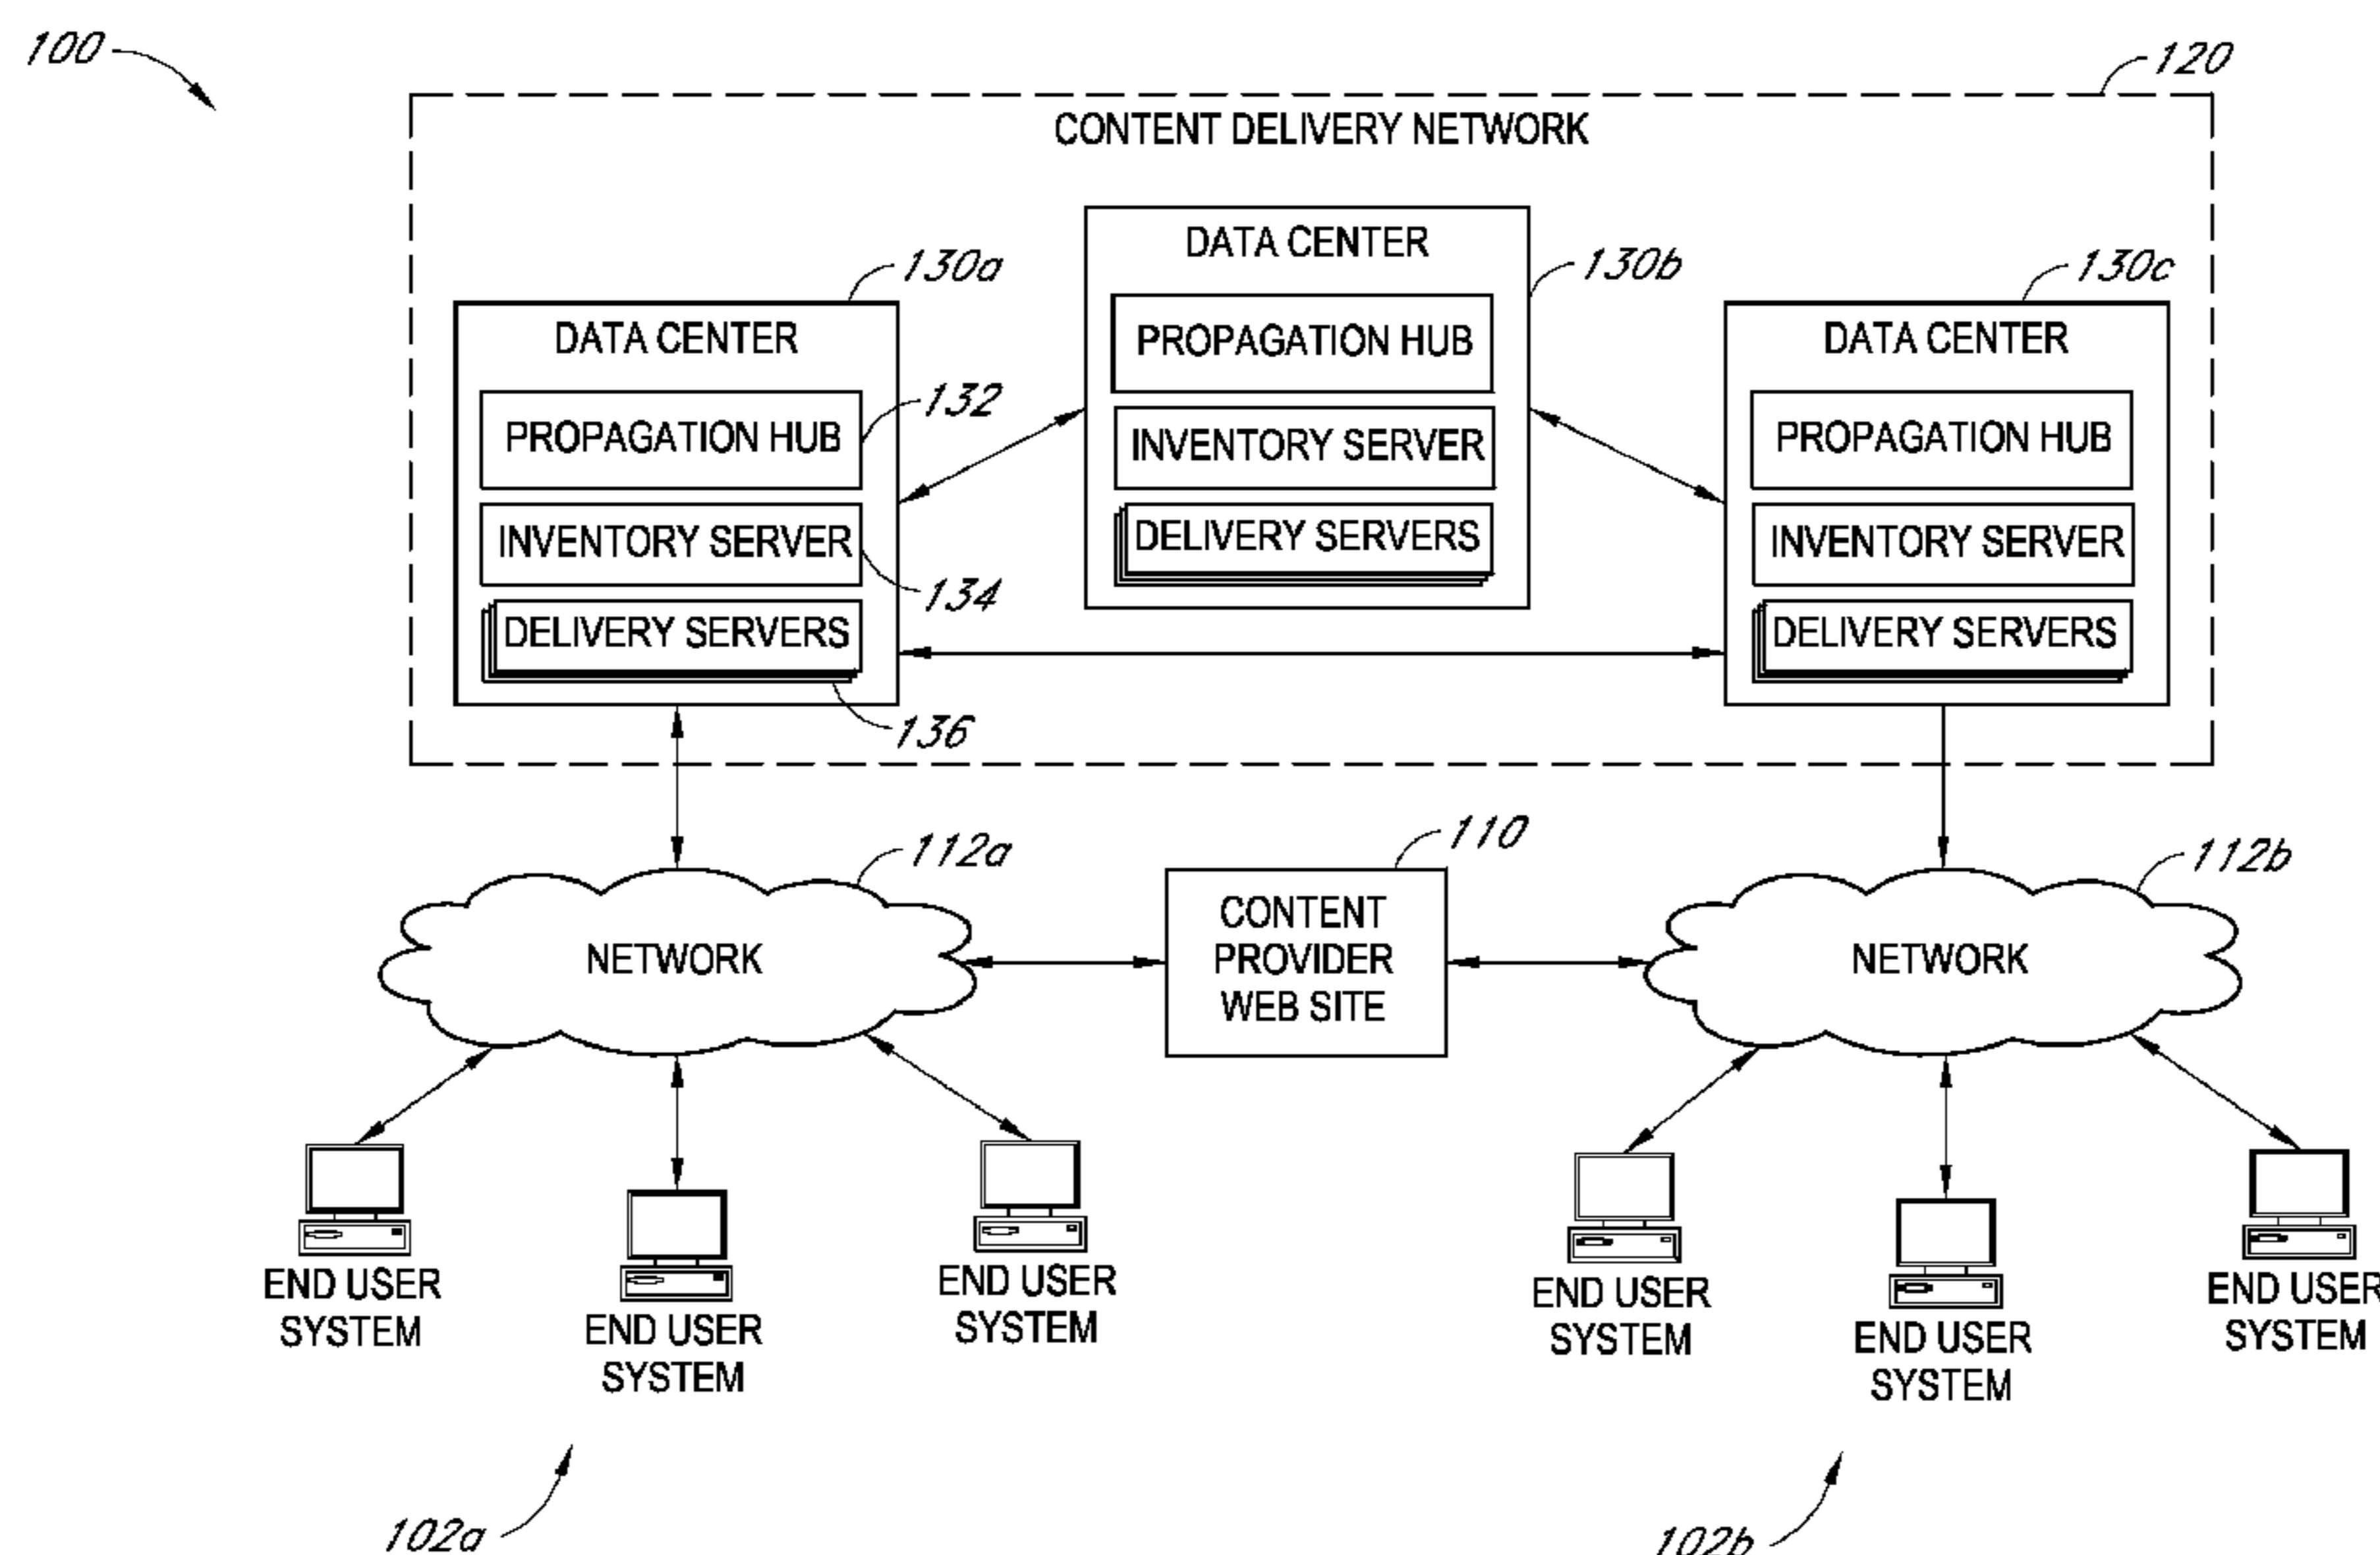 100
120
CONTENT DELIVERY NETWORK
130a
DATA CENTER
PROPAGATION HUB
132
INVENTORY SERVER
134
DELIVERY SERVERS
136
DATA CENTER
130b
PROPAGATION HUB
INVENTORY SERVER
DELIVERY SERVERS
130c
DATA CENTER
PROPAGATION HUB
INVENTORY SERVER
DELIVERY SERVERS
112a
NETWORK
110
CONTENT
PROVIDER
WEB SITE
112b
NETWORK
END USER
SYSTEM
END USER
SYSTEM
END USER
SYSTEM
END USER
SYSTEM
END USER
SYSTEM
END USER
SYSTEM
102a
102b